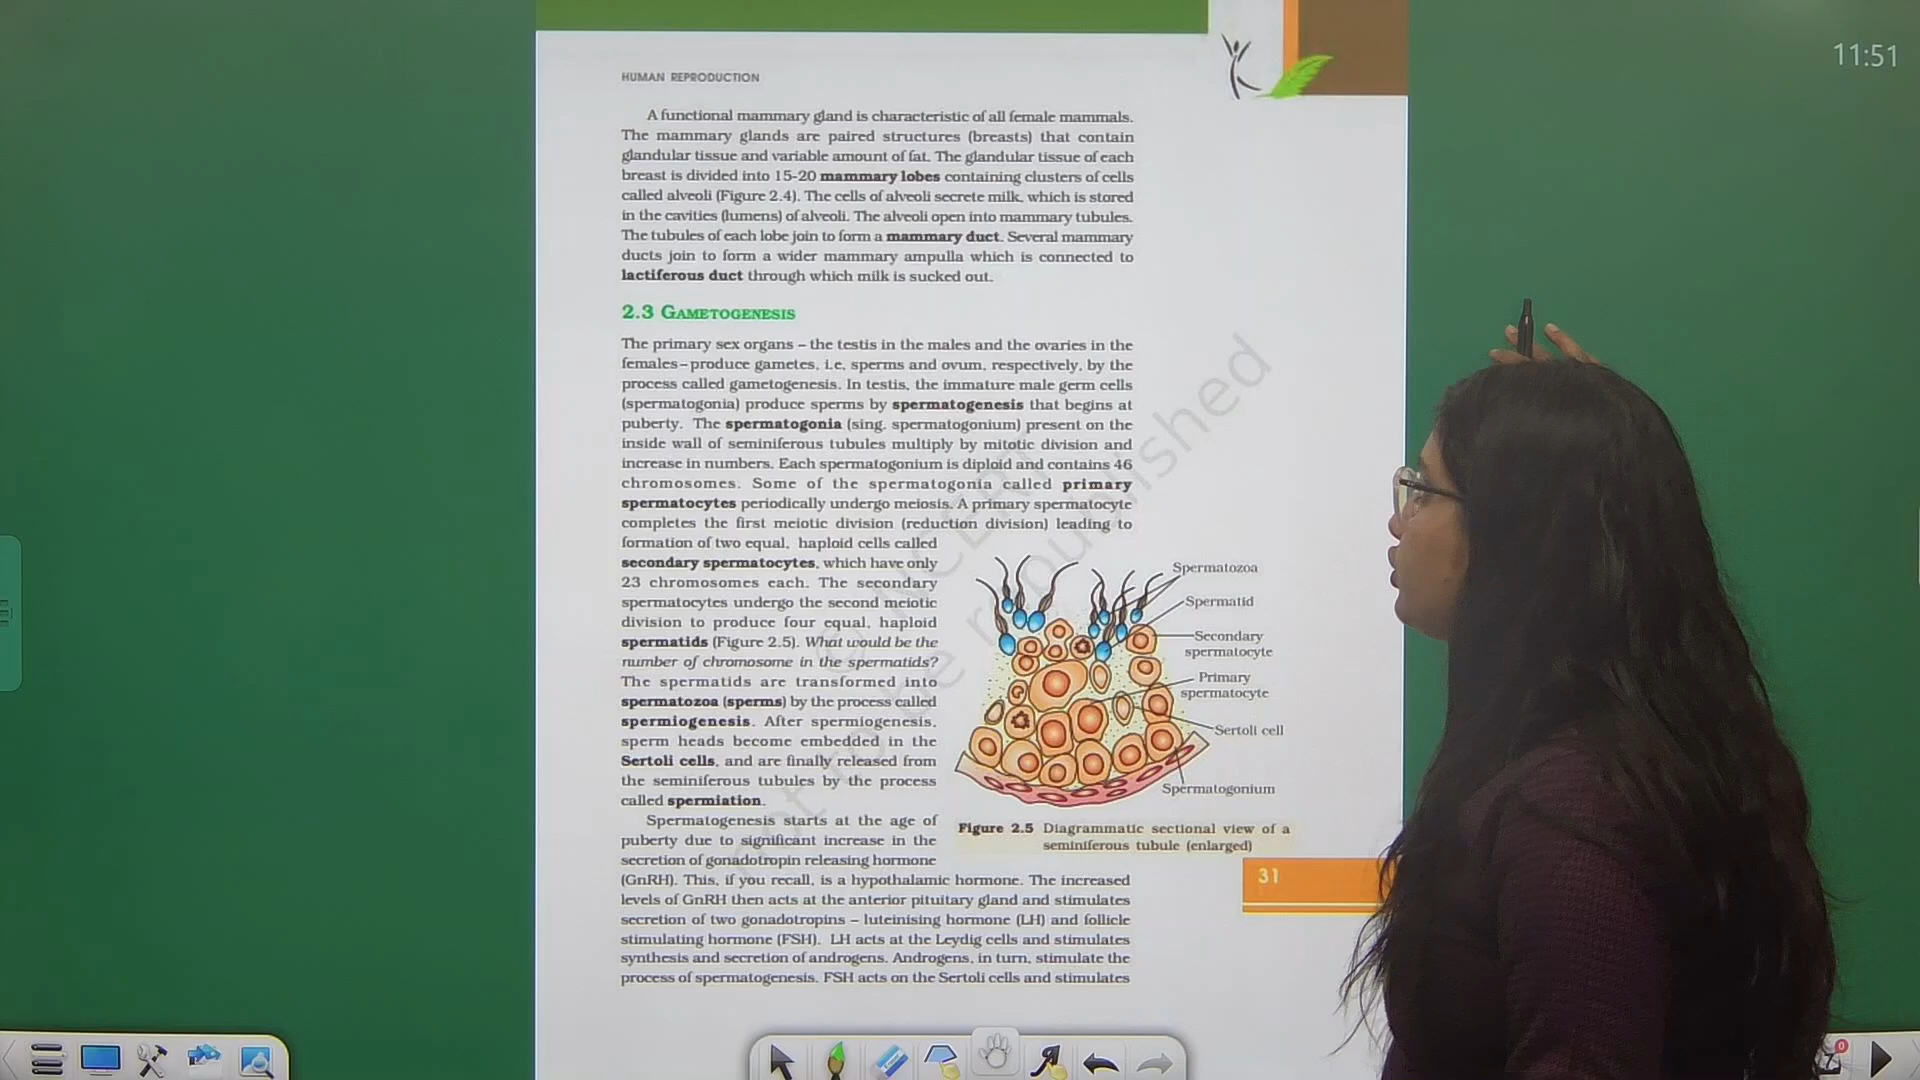 11:51
HUMAN REPRODUCTION
A functional mammary gland is characteristic of all female mammals.
The mammary glands are paired structures (breasts) that contain
glandular tissue and variable amount of fat. The glandular tissue of each
breast is divided into 15-20 mammary lobes containing clusters of cells
called alveoli (Figure 2.4). The cells of alveoli secrete milk, which is stored
in the cavities (lumens) of alveoli. The alveoli open into mammary tubules.
The tubules of each lobe join to form a mammary duct. Several mammary
ducts join to form a wider mammary ampulla which is connected to
lactiferous duct through which milk is sucked out.
2.3 GAMETOGENESIS
The primary sex organs – the testis in the males and the ovaries in the
females – produce gametes, i.e, sperms and ovum, respectively, by the
process called gametogenesis. In testis, the immature male germ cells
(spermatogonia) produce sperms by spermatogenesis that begins at
puberty. The spermatogonia (sing. spermatogonium) present on the
inside wall of seminiferous tubules multiply by mitotic division and
increase in numbers. Each spermatogonium is diploid and contains 46
chromosomes. Some of the spermatogonia called primary
spermatocytes periodically undergo meiosis. A primary spermatocyte
completes the first meiotic division (reduction division) leading to
formation of two equal, haploid cells called
secondary spermatocytes, which have only
23 chromosomes each. The secondary
spermatocytes undergo the second meiotic
division to produce four equal, haploid
spermatids (Figure 2.5). What would be the
number of chromosome in the spermatids?
The spermatids are transformed into
spermatozoa (sperms) by the process called
spermiogenesis. After spermiogenesis,
sperm heads become embedded in the
Sertoli cells, and are finally released from
the seminiferous tubules by the process
called spermiation.
Spermatogenesis starts at the age of
puberty due to significant increase in the
secretion of gonadotropin releasing hormone
(GnRH). This, if you recall, is a hypothalamic hormone. The increased
levels of GnRH then acts at the anterior pituitary gland and stimulates
secretion of two gonadotropins – luteinising hormone (LH) and follicle
stimulating hormone (FSH). LH acts at the Leydig cells and stimulates
synthesis and secretion of androgens. Androgens, in turn, stimulate the
process of spermatogenesis. FSH acts on the Sertoli cells and stimulates
Spermatozoa
Spermatid
Secondary
spermatocyte
Primary
spermatocyte
Sertoli cell
Spermatogonium
Figure 2.5 Diagrammatic sectional view of a
seminiferous tubule (enlarged)
31
© NCERT
not to be republished
0